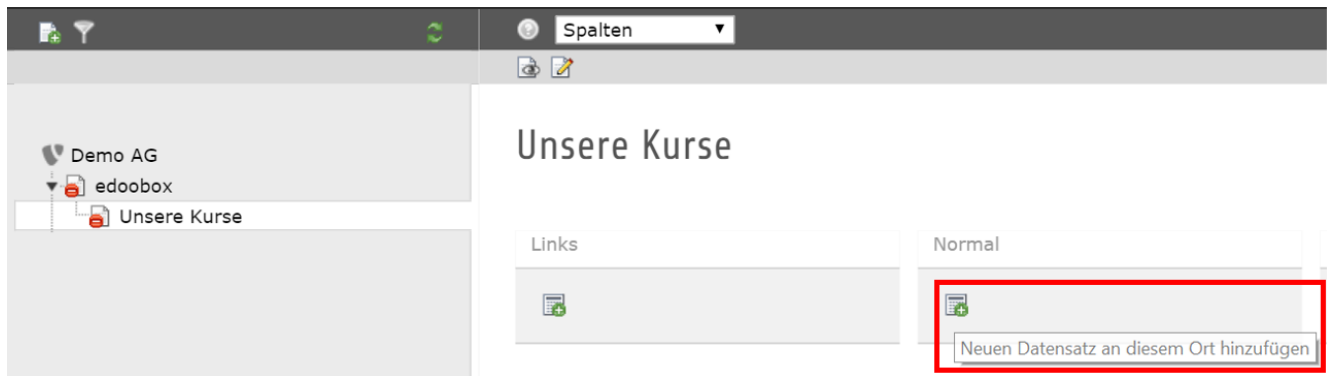 Spalten
Demo AG
edoobox
Unsere Kurse
Unsere Kurse
Links
Normal
Neuen Datensatz an diesem Ort hinzufügen